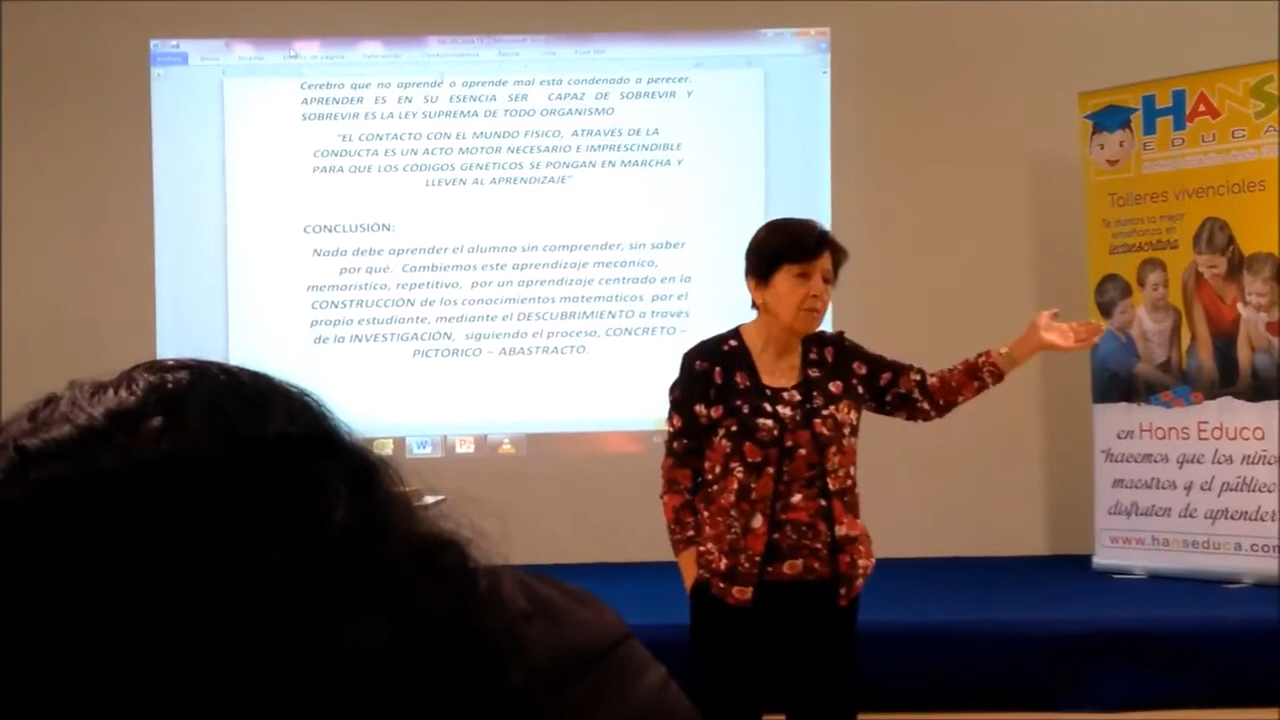 Cerebro que no aprende o aprende mal está condenado a perecer.
APRENDER ES EN SU ESENCIA SER CAPAZ DE SOBREVIR Y
SOBREVIR ES LA LEY SUPREMA DE TODO ORGANISMO
"EL CONTACTO CON EL MUNDO FISICO, ATRAVÉS DE LA
CONDUCTA ES UN ACTO MOTOR NECESARIO E IMPRESCINDIBLE
PARA QUE LOS CÓDIGOS GENÉTICOS SE PONGAN EN MARCHA Y
LLEVEN AL APRENDIZAJE"
CONCLUSIÓN:
Nada debe aprender el alumno sin comprender, sin saber
por qué. Cambiemos este aprendizaje mecánico,
memorístico, repetitivo, por un aprendizaje centrado en la
CONSTRUCCIÓN de los conocimientos matemáticos por el
propio estudiante, mediante el DESCUBRIMIENTO a través
de la INVESTIGACIÓN, siguiendo el proceso, CONCRETO –
PICTÓRICO – ABASTRACTO.
HANS
EDUCA
Talleres vivenciales
Te damos la mejor
enseñanza en
lectoescritura
en Hans Educa
"hacemos que los niño
maestros y el público
disfruten de aprender
www.hanseduca.com